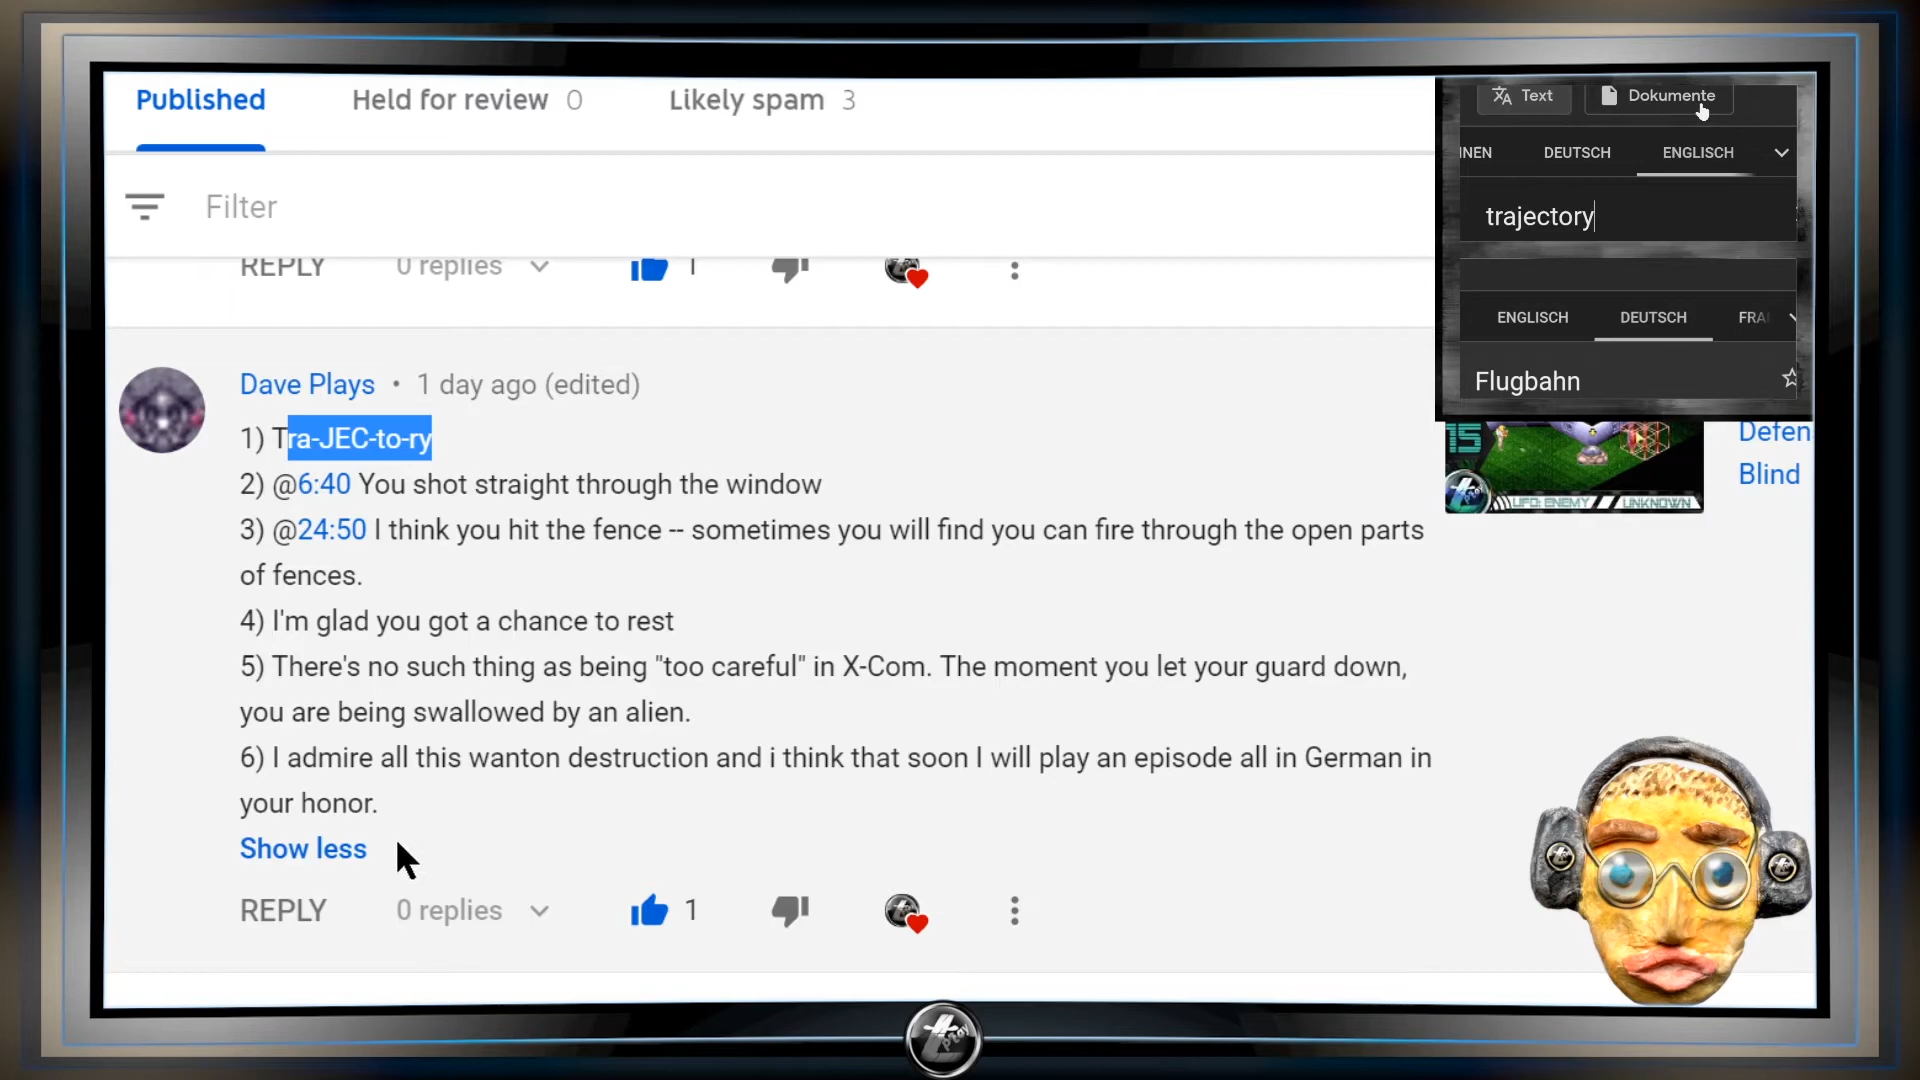 Published Held for review 0 Likely spam 3
Filter
REPLY 0 replies 1
Dave Plays • 1 day ago (edited)
1) Tra-JEC-to-ry
2) @6:40 You shot straight through the window
3) @24:50 I think you hit the fence -- sometimes you will find you can fire through the open parts
of fences.
4) I'm glad you got a chance to rest
5) There's no such thing as being "too careful" in X-Com. The moment you let your guard down,
you are being swallowed by an alien.
6) I admire all this wanton destruction and i think that soon I will play an episode all in German in
your honor.
Show less
REPLY 0 replies 1
Text Dokumente
INEN DEUTSCH ENGLISCH
trajectory
ENGLISCH DEUTSCH FRA
Flugbahn
15
UFO: ENEMY UNKNOWN
Defen
Blind
Play